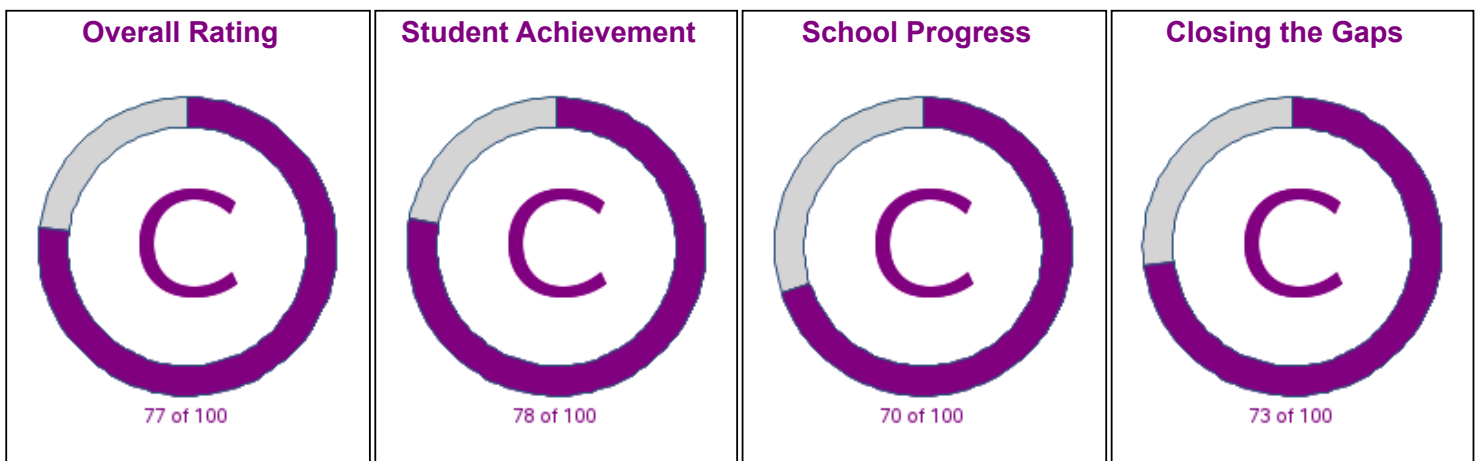 Overall Rating
C
77 of 100
Student Achievement
C
78 of 100
School Progress
C
70 of 100
Closing the Gaps
C
73 of 100